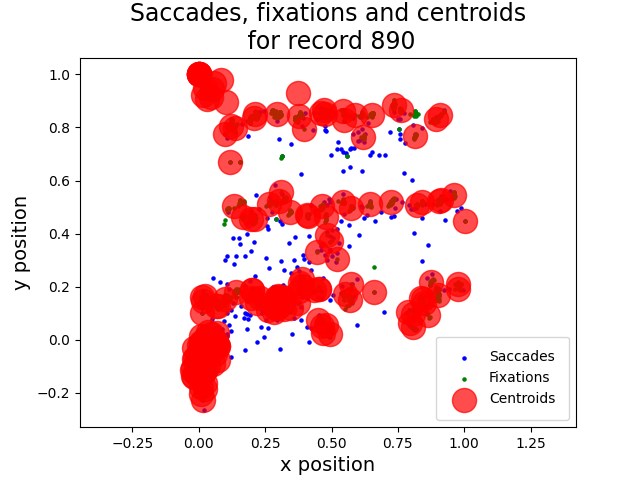 Saccades, fixations and centroids
for record 890
1.0
0.8
0.6
0.4
0.2
0.0
−0.2
y position
−0.25 0.00 0.25 0.50 0.75 1.00 1.25
x position
Saccades
Fixations
Centroids